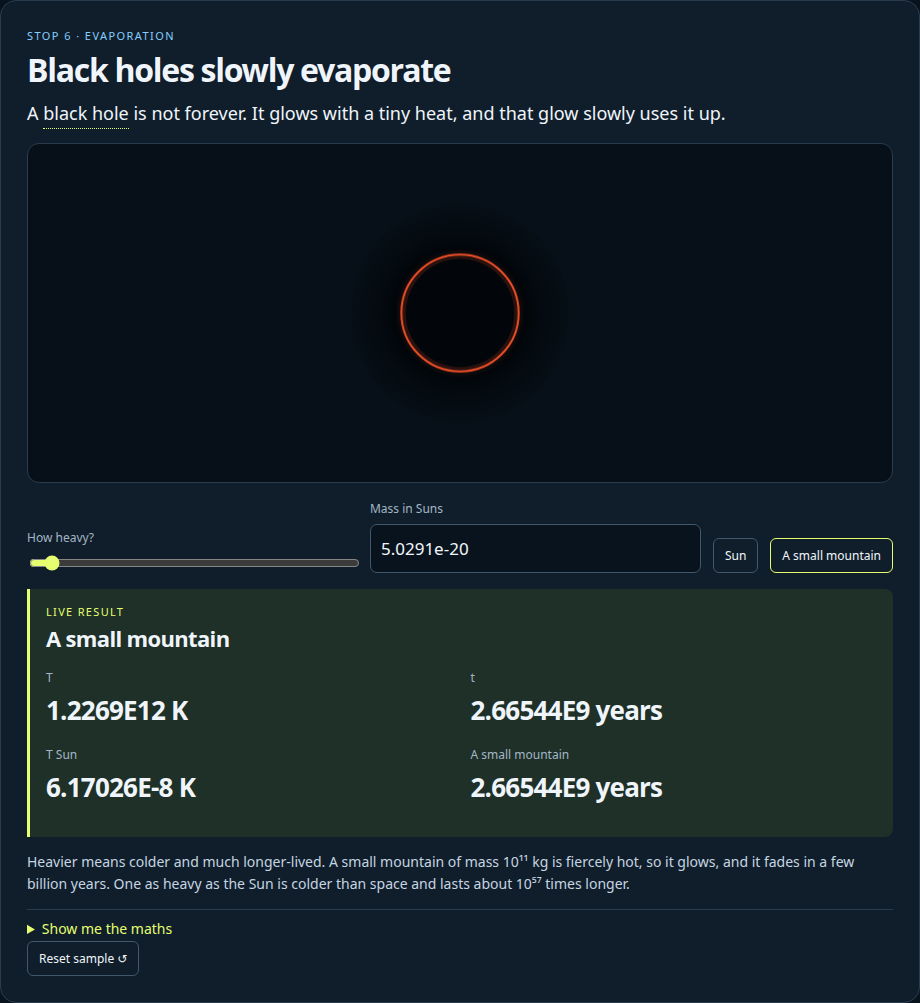 STOP 6 · EVAPORATION
Black holes slowly evaporate
A black hole is not forever. It glows with a tiny heat, and that glow slowly uses it up.
How heavy?
Mass in Suns
5.0291e-20
Sun
A small mountain
LIVE RESULT
A small mountain
T
1.2269E12 K
t
2.66544E9 years
T Sun
6.17026E-8 K
A small mountain
2.66544E9 years
Heavier means colder and much longer-lived. A small mountain of mass 10¹¹ kg is fiercely hot, so it glows, and it fades in a few
billion years. One as heavy as the Sun is colder than space and lasts about 10⁵⁷ times longer.
▶ Show me the maths
Reset sample ↺